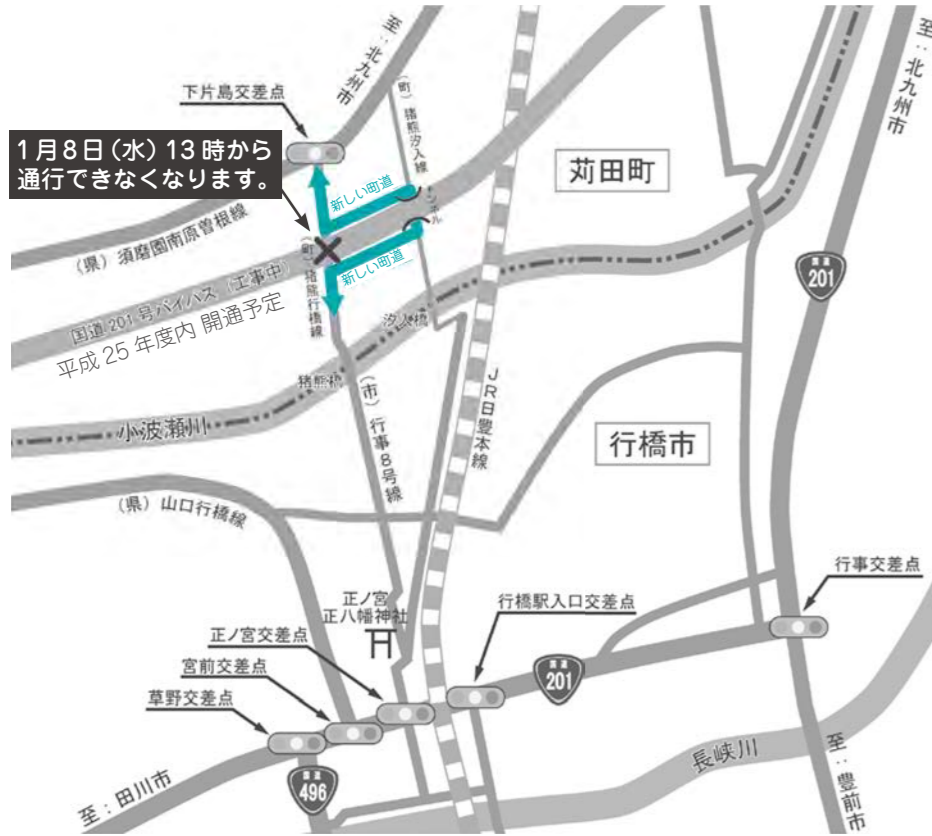 至：北九州市
至：北九州市
下片島交差点
（町）猪熊汐入線
1月8日（水）13時から
通行できなくなります。
苅田町
新しい町道
トンネル
（県）須磨園南原曽根線
（町）猪熊行橋線
新しい町道
国道201号バイパス（工事中）
平成25年度内 開通予定
国道
201
汐入橋
猪熊橋
JR日豊本線
小波瀬川
（市）行事8号線
行橋市
（県）山口行橋線
行事交差点
正ノ宮
正八幡神社
行橋駅入口交差点
正ノ宮交差点
宮前交差点
草野交差点
国道
201
国道
496
長峡川
至：田川市
至：豊前市